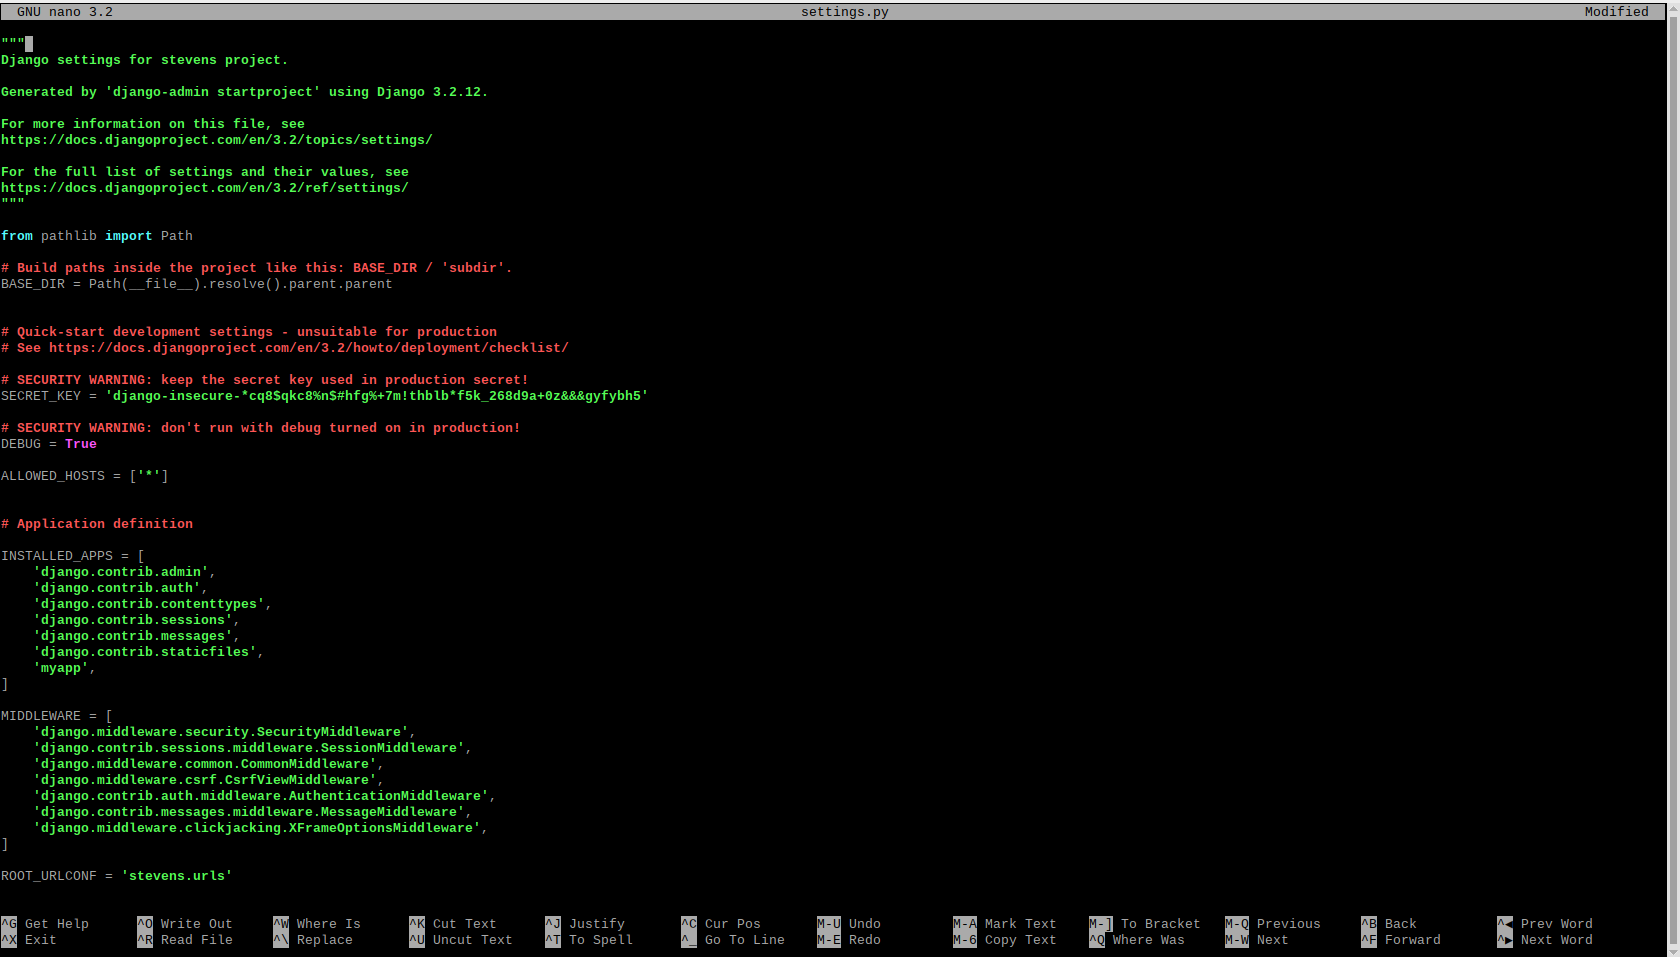 GNU nano 3.2 settings.py Modified
"""
Django settings for stevens project.
Generated by 'django-admin startproject' using Django 3.2.12.
For more information on this file, see
https://docs.djangoproject.com/en/3.2/topics/settings/
For the full list of settings and their values, see
https://docs.djangoproject.com/en/3.2/ref/settings/
"""
from pathlib import Path
# Build paths inside the project like this: BASE_DIR / 'subdir'.
BASE_DIR = Path(__file__).resolve().parent.parent
# Quick-start development settings - unsuitable for production
# See https://docs.djangoproject.com/en/3.2/howto/deployment/checklist/
# SECURITY WARNING: keep the secret key used in production secret!
SECRET_KEY = 'django-insecure-*cq8$qkc8%n$#hfg%+7m!thblb*f5k_268d9a+0z&&&gyfybh5'
# SECURITY WARNING: don't run with debug turned on in production!
DEBUG = True
ALLOWED_HOSTS = ['*']
# Application definition
INSTALLED_APPS = [
    'django.contrib.admin',
    'django.contrib.auth',
    'django.contrib.contenttypes',
    'django.contrib.sessions',
    'django.contrib.messages',
    'django.contrib.staticfiles',
    'myapp',
]
MIDDLEWARE = [
    'django.middleware.security.SecurityMiddleware',
    'django.contrib.sessions.middleware.SessionMiddleware',
    'django.middleware.common.CommonMiddleware',
    'django.middleware.csrf.CsrfViewMiddleware',
    'django.contrib.auth.middleware.AuthenticationMiddleware',
    'django.contrib.messages.middleware.MessageMiddleware',
    'django.middleware.clickjacking.XFrameOptionsMiddleware',
]
ROOT_URLCONF = 'stevens.urls'
^G Get Help ^O Write Out ^W Where Is ^K Cut Text ^J Justify ^C Cur Pos M-U Undo M-A Mark Text M-] To Bracket M-Q Previous ^B Back ^◀ Prev Word
^X Exit ^R Read File ^\ Replace ^U Uncut Text ^T To Spell ^_ Go To Line M-E Redo M-6 Copy Text ^Q Where Was M-W Next ^F Forward ^▶ Next Word